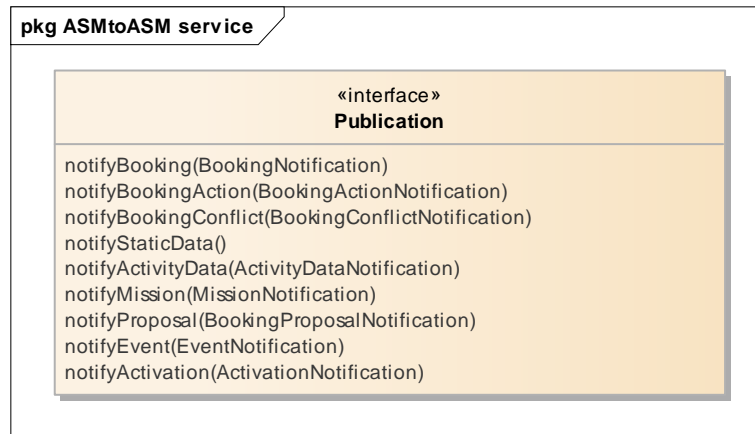 pkg ASMtoASM service
«interface»
Publication
notifyBooking(BookingNotification)
notifyBookingAction(BookingActionNotification)
notifyBookingConflict(BookingConflictNotification)
notifyStaticData()
notifyActivityData(ActivityDataNotification)
notifyMission(MissionNotification)
notifyProposal(BookingProposalNotification)
notifyEvent(EventNotification)
notifyActivation(ActivationNotification)